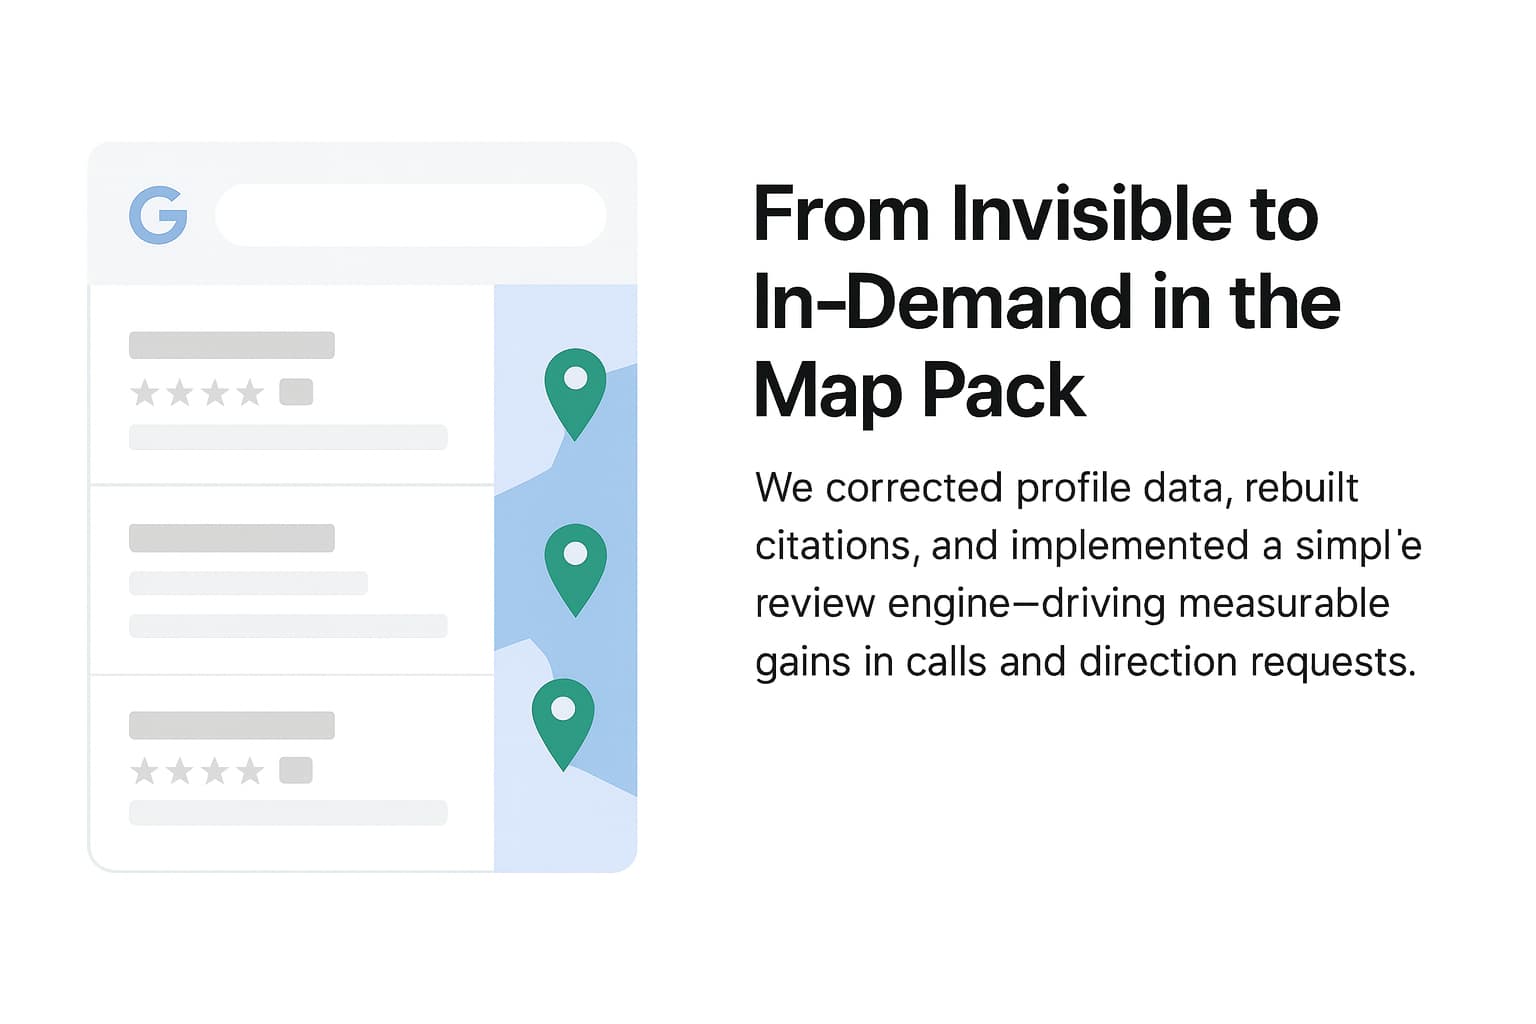 G
From Invisible to
In-Demand in the
Map Pack
We corrected profile data, rebuilt
citations, and implemented a simpl'e
review engine—driving measurable
gains in calls and direction requests.